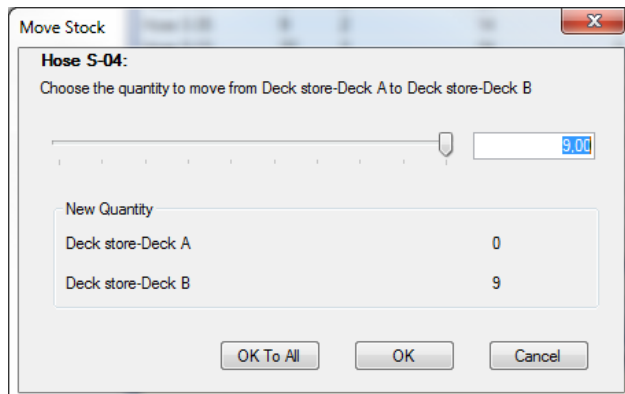 Move Stock
Hose S-04:
Choose the quantity to move from Deck store-Deck A to Deck store-Deck B
9,00
New Quantity
Deck store-Deck A 0
Deck store-Deck B 9
OK To All OK Cancel